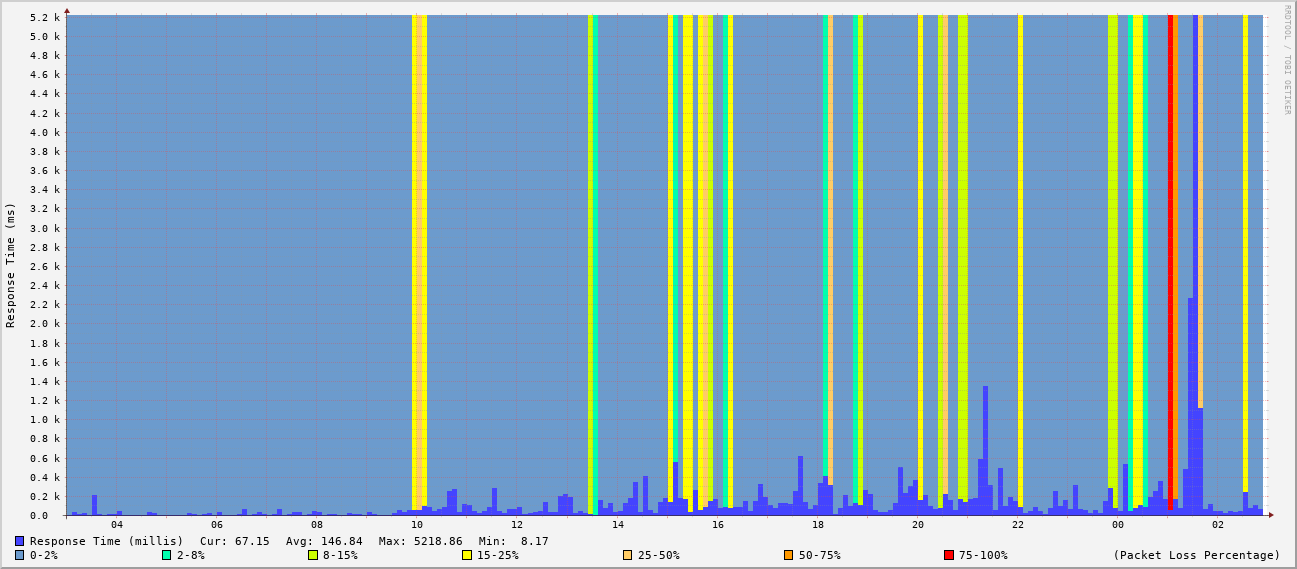 RRDTOOL / TOBI OETIKER
Response Time (ms)
5.2 k
5.0 k
4.8 k
4.6 k
4.4 k
4.2 k
4.0 k
3.8 k
3.6 k
3.4 k
3.2 k
3.0 k
2.8 k
2.6 k
2.4 k
2.2 k
2.0 k
1.8 k
1.6 k
1.4 k
1.2 k
1.0 k
0.8 k
0.6 k
0.4 k
0.2 k
0.0
04 06 08 10 12 14 16 18 20 22 00 02
Response Time (millis) Cur: 67.15 Avg: 146.84 Max: 5218.86 Min: 8.17
0-2% 2-8% 8-15% 15-25% 25-50% 50-75% 75-100% (Packet Loss Percentage)